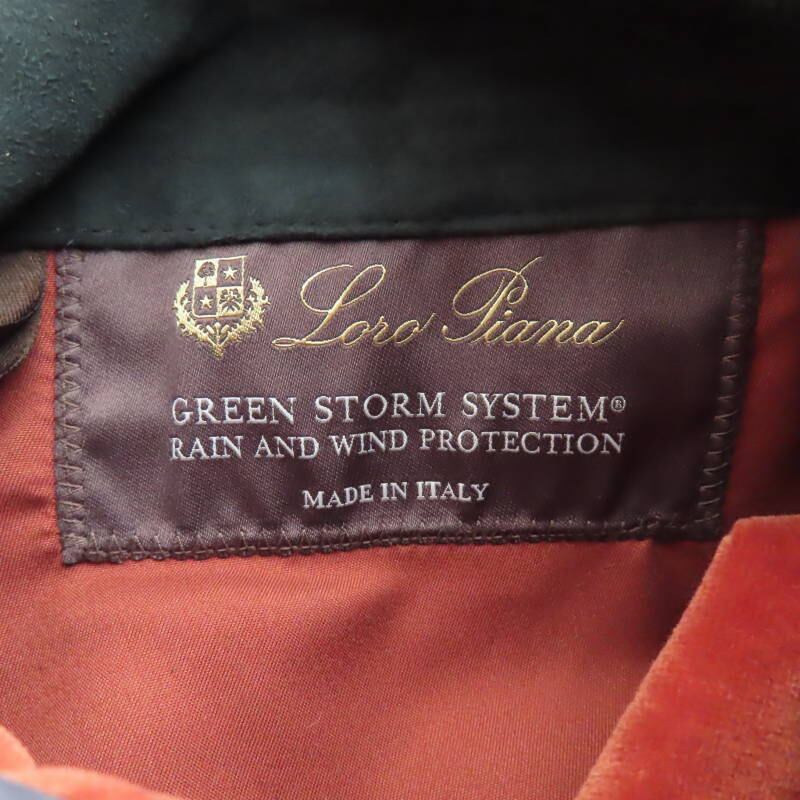 Loro Piana
GREEN STORM SYSTEM®
RAIN AND WIND PROTECTION
MADE IN ITALY